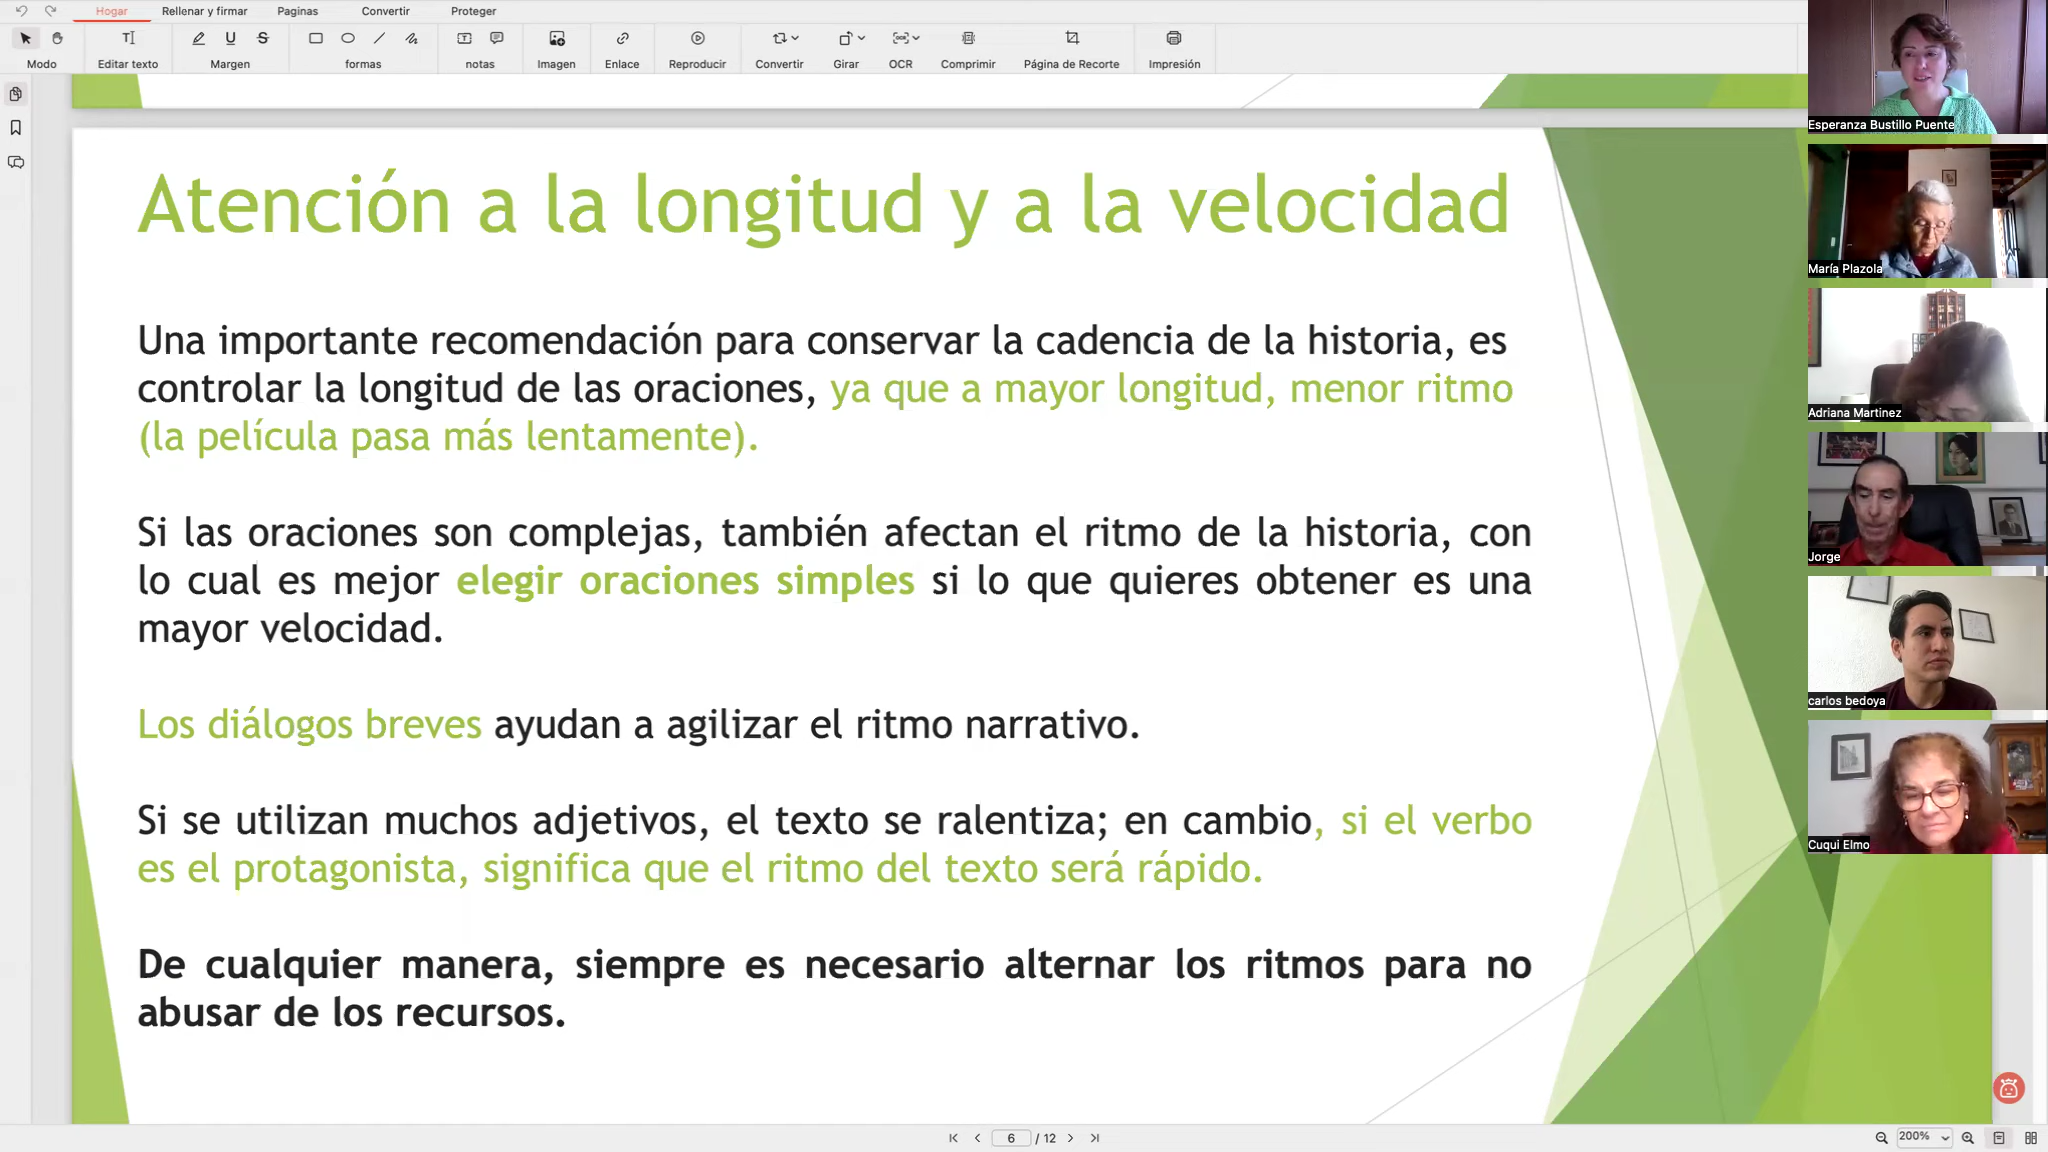 Hogar
Rellenar y firmar
Paginas
Convertir
Proteger
Modo
Editar texto
Margen
formas
notas
Imagen
Enlace
Reproducir
Convertir
Girar
OCR
Comprimir
Página de Recorte
Impresión
Atención a la longitud y a la velocidad
Una importante recomendación para conservar la cadencia de la historia, es
controlar la longitud de las oraciones, ya que a mayor longitud, menor ritmo
(la película pasa más lentamente).
Si las oraciones son complejas, también afectan el ritmo de la historia, con
lo cual es mejor elegir oraciones simples si lo que quieres obtener es una
mayor velocidad.
Los diálogos breves ayudan a agilizar el ritmo narrativo.
Si se utilizan muchos adjetivos, el texto se ralentiza; en cambio, si el verbo
es el protagonista, significa que el ritmo del texto será rápido.
De cualquier manera, siempre es necesario alternar los ritmos para no
abusar de los recursos.
Esperanza Bustillo Puente
María Plazola
Adriana Martinez
Jorge
carlos bedoya
Cuqui Elmo
6 / 12
200%